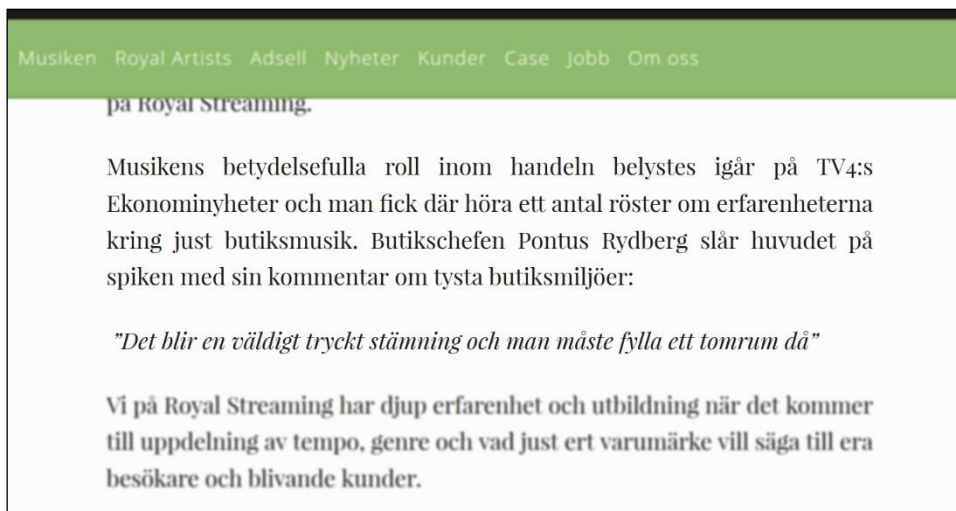 Musiken Royal Artists Adsell Nyheter Kunder Case Jobb Om oss
på Royal Streaming.
Musikens betydelsefulla roll inom handeln belystes igår på TV4:s
Ekonominyheter och man fick där höra ett antal röster om erfarenheterna
kring just butiksmusik. Butikschefen Pontus Rydberg slår huvudet på
spiken med sin kommentar om tysta butiksmiljöer:
”Det blir en väldigt tryckt stämning och man måste fylla ett tomrum då”
Vi på Royal Streaming har djup erfarenhet och utbildning när det kommer
till uppdelning av tempo, genre och vad just ert varumärke vill säga till era
besökare och blivande kunder.